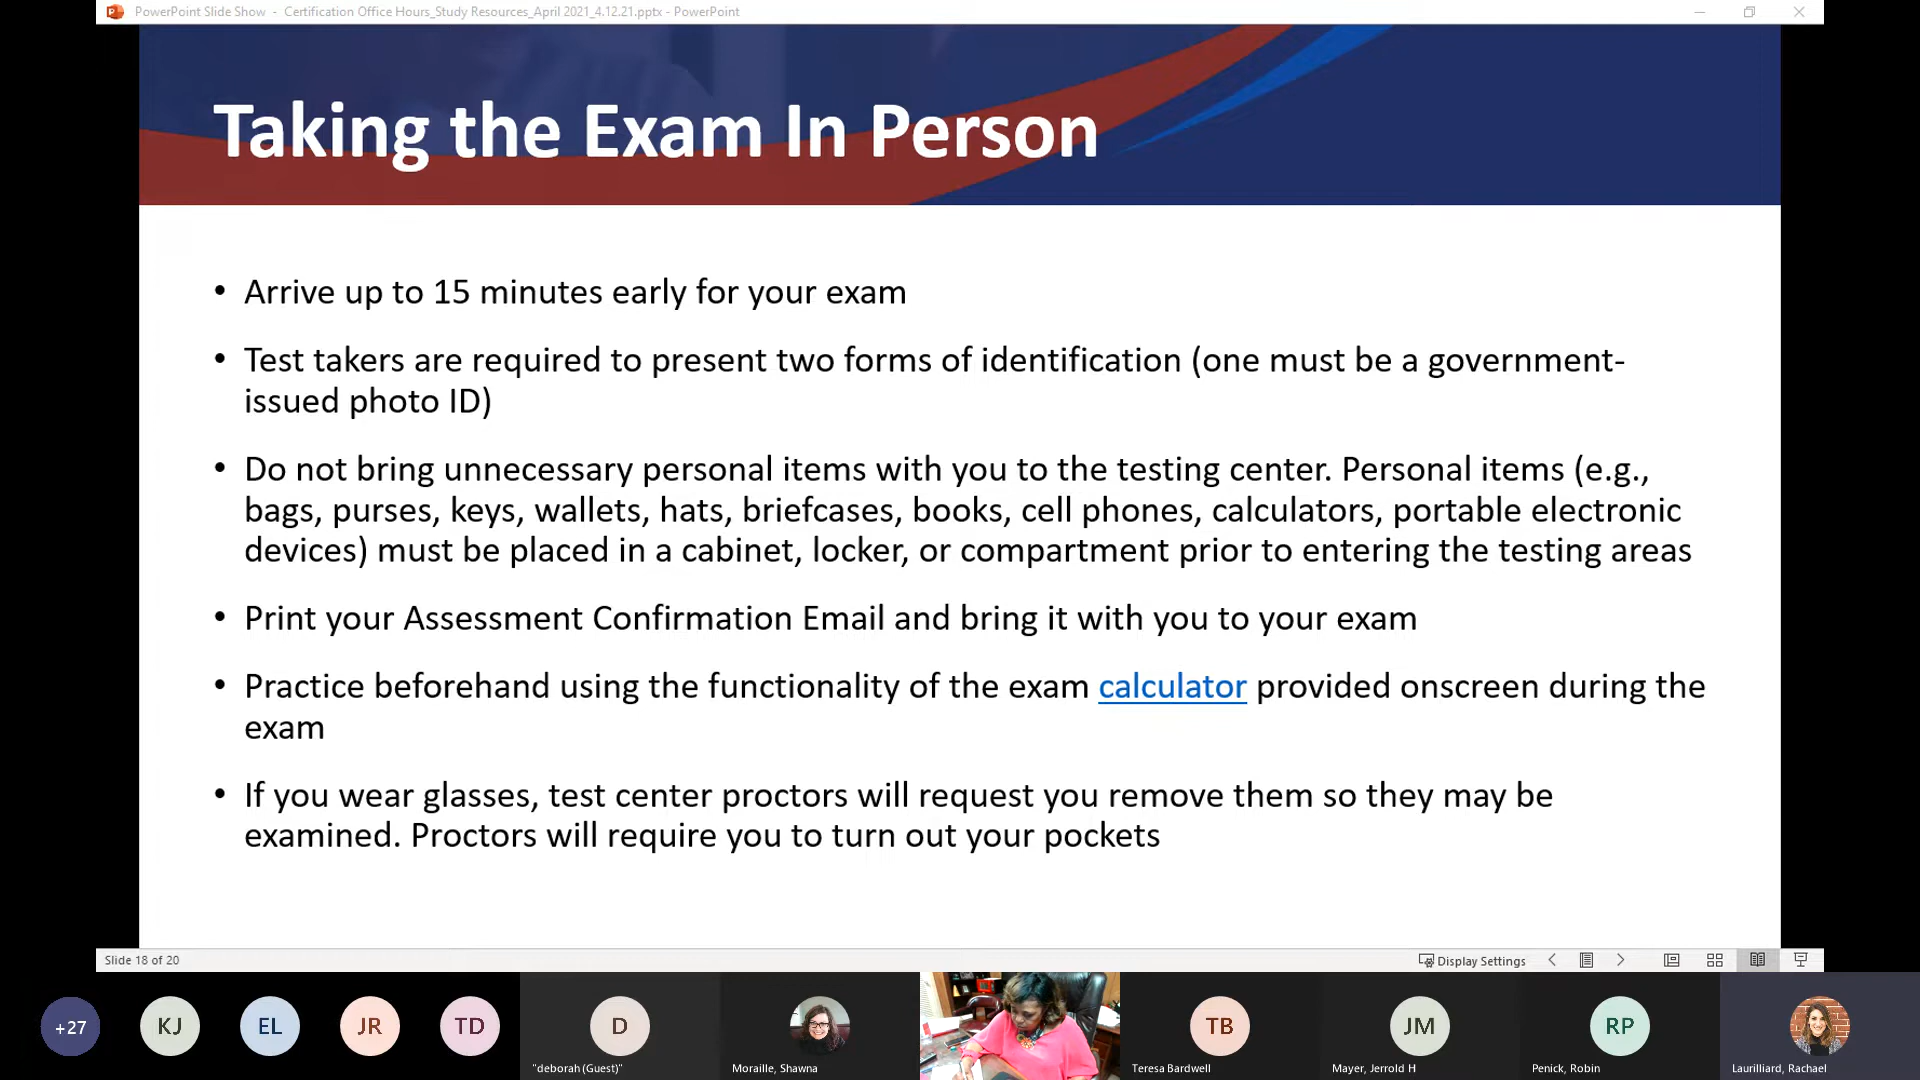 PowerPoint Slide Show - Certification Office Hours_Study Resources_April 2021_4.12.21.pptx - PowerPoint
Taking the Exam In Person
• Arrive up to 15 minutes early for your exam
• Test takers are required to present two forms of identification (one must be a government-
issued photo ID)
• Do not bring unnecessary personal items with you to the testing center. Personal items (e.g.,
bags, purses, keys, wallets, hats, briefcases, books, cell phones, calculators, portable electronic
devices) must be placed in a cabinet, locker, or compartment prior to entering the testing areas
• Print your Assessment Confirmation Email and bring it with you to your exam
• Practice beforehand using the functionality of the exam calculator provided onscreen during the
exam
• If you wear glasses, test center proctors will request you remove them so they may be
examined. Proctors will require you to turn out your pockets
Slide 18 of 20
Display Settings
+27
KJ
EL
JR
TD
D
TB
JM
RP
"deborah (Guest)"
Moraille, Shawna
Teresa Bardwell
Mayer, Jerrold H
Penick, Robin
Laurilliard, Rachael